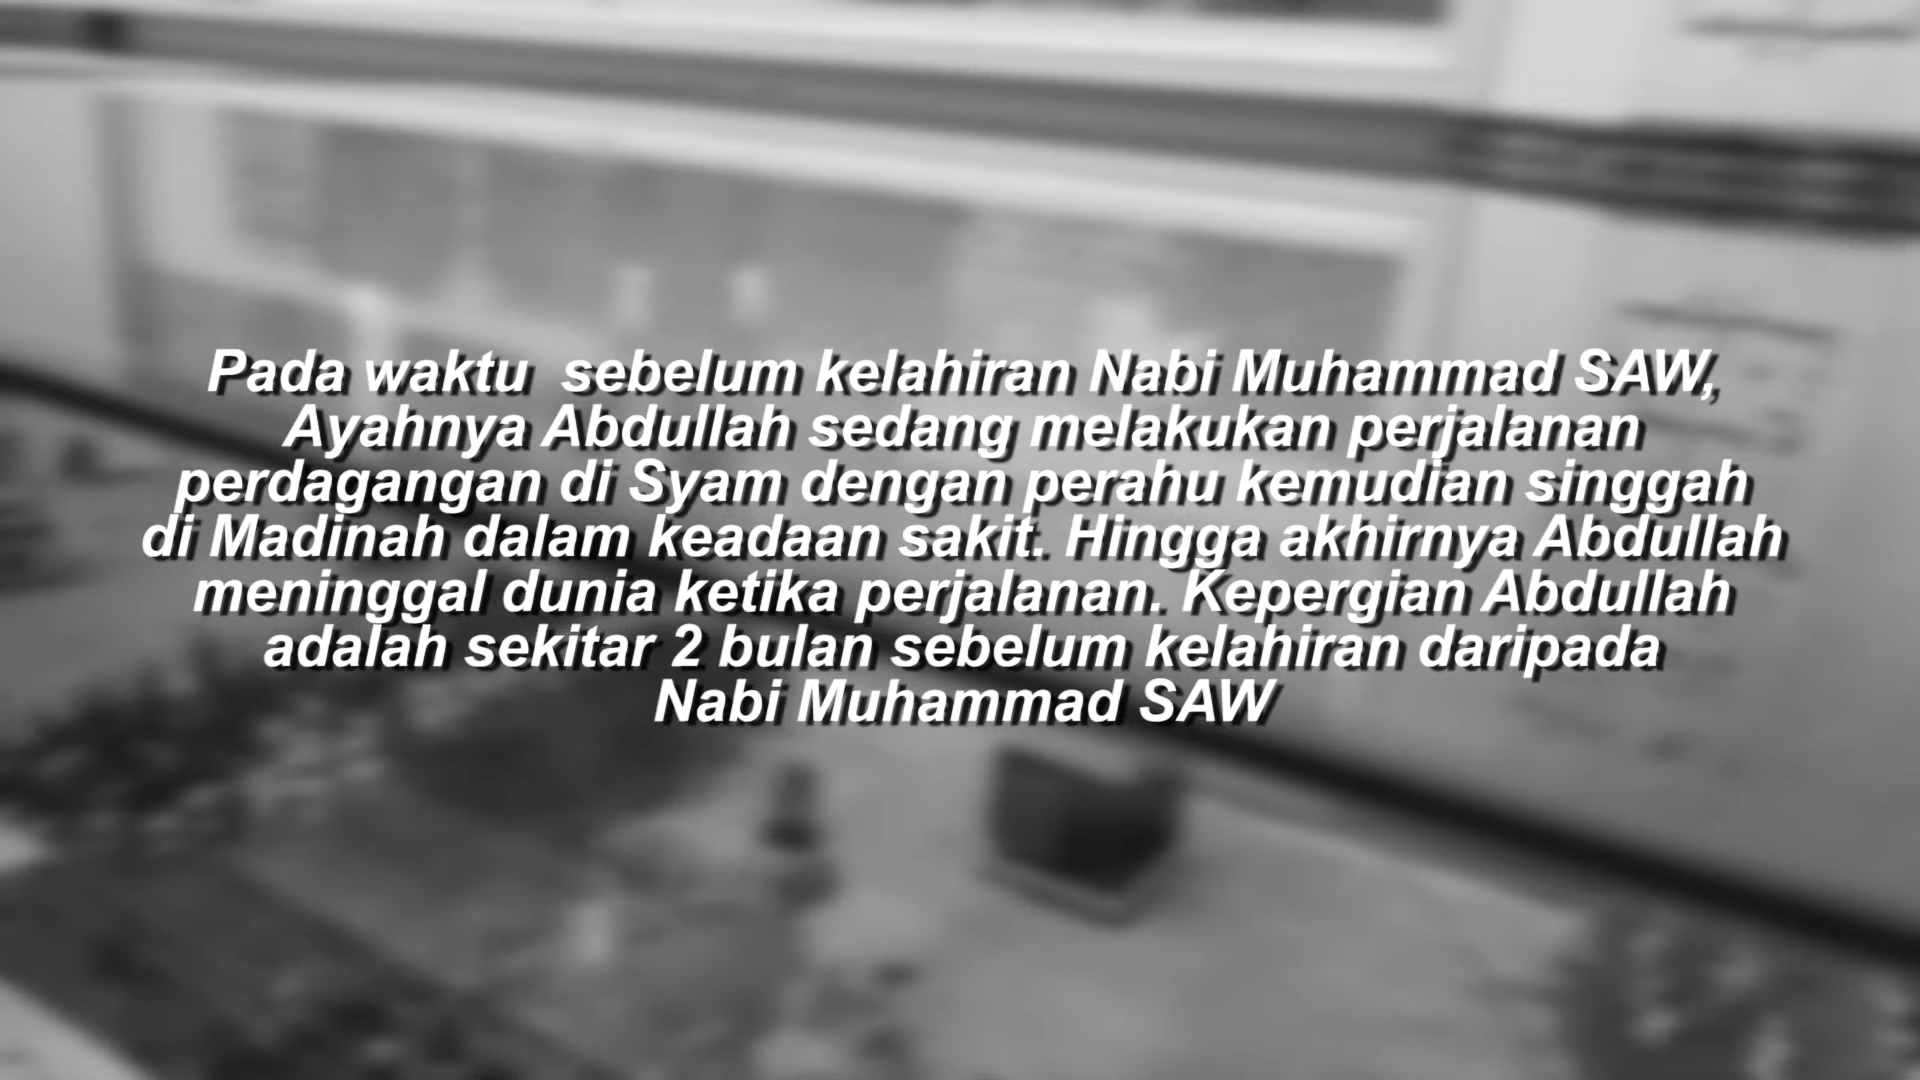 Pada waktu  sebelum kelahiran Nabi Muhammad SAW,
Ayahnya Abdullah sedang melakukan perjalanan
perdagangan di Syam dengan perahu kemudian singgah
di Madinah dalam keadaan sakit. Hingga akhirnya Abdullah
meninggal dunia ketika perjalanan. Kepergian Abdullah
adalah sekitar 2 bulan sebelum kelahiran daripada
Nabi Muhammad SAW